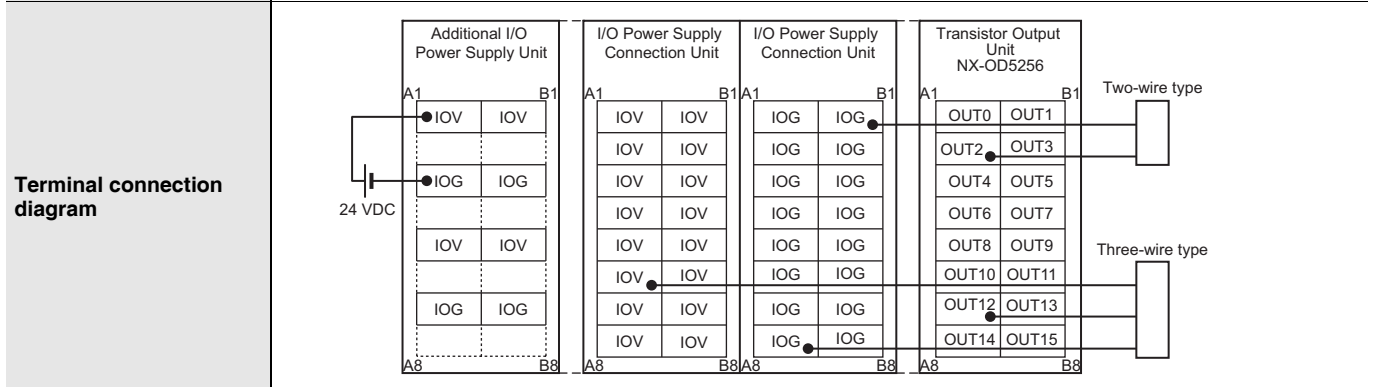 Terminal connection
diagram
Additional I/O
Power Supply Unit
I/O Power Supply
Connection Unit
I/O Power Supply
Connection Unit
Transistor Output
Unit
NX-OD5256
A1 B1 A1 B1 A1 B1 A1 B1
Two-wire type
IOV IOV IOV IOV IOG IOG OUT0 OUT1
IOV IOV IOG IOG OUT2 OUT3
IOG IOG IOV IOV IOG IOG OUT4 OUT5
24 VDC
IOV IOV IOG IOG OUT6 OUT7
IOV IOV IOV IOV IOG IOG OUT8 OUT9
Three-wire type
IOV IOV IOG IOG OUT10 OUT11
IOG IOG IOV IOV IOG IOG OUT12 OUT13
IOV IOV IOG IOG OUT14 OUT15
A8 B8 A8 B8 A8 B8 A8 B8